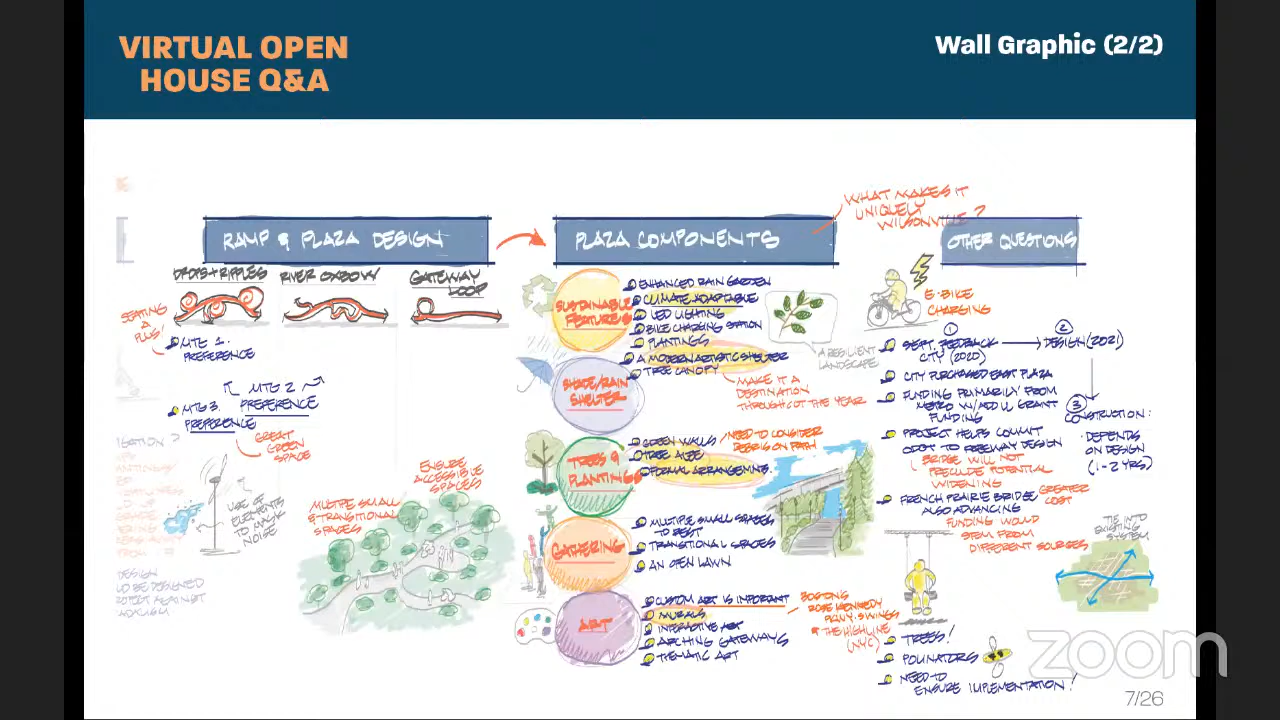 VIRTUAL OPEN
HOUSE Q&A
Wall Graphic (2/2)
RAMP & PLAZA DESIGN
DROPS + RIPPLES
RIVER OXBOW
GATEWAY
LOOP
SEATING
A
PLUS!
MTG 1.
PREFERENCE
MTG 2
PREFERENCE
MTG 3.
PREFERENCE
GREAT
GREEN
SPACE
USE OF
ELEMENTS
TO MASK
NOISE
MULTIPLE SMALL
& TRANSITIONAL
SPACES
ENSURE
ACCESSIBLE
SPACES
DESIGN
PLAZA COMPONENTS
WHAT MAKES IT
UNIQUELY
WILSONVILLE?
SUSTAINABLE
FEATURES
ENHANCED RAIN GARDEN
CLIMATE ADAPTABLE
LED LIGHTING
BIKE CHARGING STATION
PLANTINGS
A RESILIENT
LANDSCAPE
SHADE/RAIN
SHELTER
A MODERN ARTISTIC SHELTER
TREE CANOPY
MAKE IT A
DESTINATION
THROUGHOUT THE YEAR
TREES &
PLANTINGS
GREEN WALLS
TREE ALLEE
FORMAL ARRANGEMNTS.
NEED TO CONSIDER
DEBRIS ON PATH
GATHERING
MULTIPLE SMALL SPACES
TO REST
TRANSITIONAL SPACES
AN OPEN LAWN
ART
CUSTOM ART IS IMPORTANT
MURALS
INTERACTIVE ART
ARCHING GATEWAYS
THEMATIC ART
BOSTONS
ROSE KENNEDY
PKWY. SWINGS
& THE HIGHLINE
(NYC)
OTHER QUESTIONS
E-BIKE
CHARGING
1
SEPT. FEEDBACK
CITY (2020)
2
DESIGN (2021)
CITY PURCHASED EAST PLAZA
FUNDING PRIMARILY FROM
METRO W/ADD'L GRANT
FUNDING
3
CONSTRUCTION:
DEPENDS
ON DESIGN
(1-2 YRS)
PROJECT HELPS COMMIT
ODOT TO FREEWAY DESIGN
BRIDGE WILL NOT
PRECLUDE POTENTIAL
WIDENING
FRENCH PRAIRIE BRIDGE
ALSO ADVANCING
GREATER
COST
FUNDING WOULD
STEM FROM
DIFFERENT SOURCES
TIE INTO
EXISTING
SYSTEM
TREES!
POLINATORS
NEED TO
ENSURE IMPLEMENTATION!
zoom
7/26